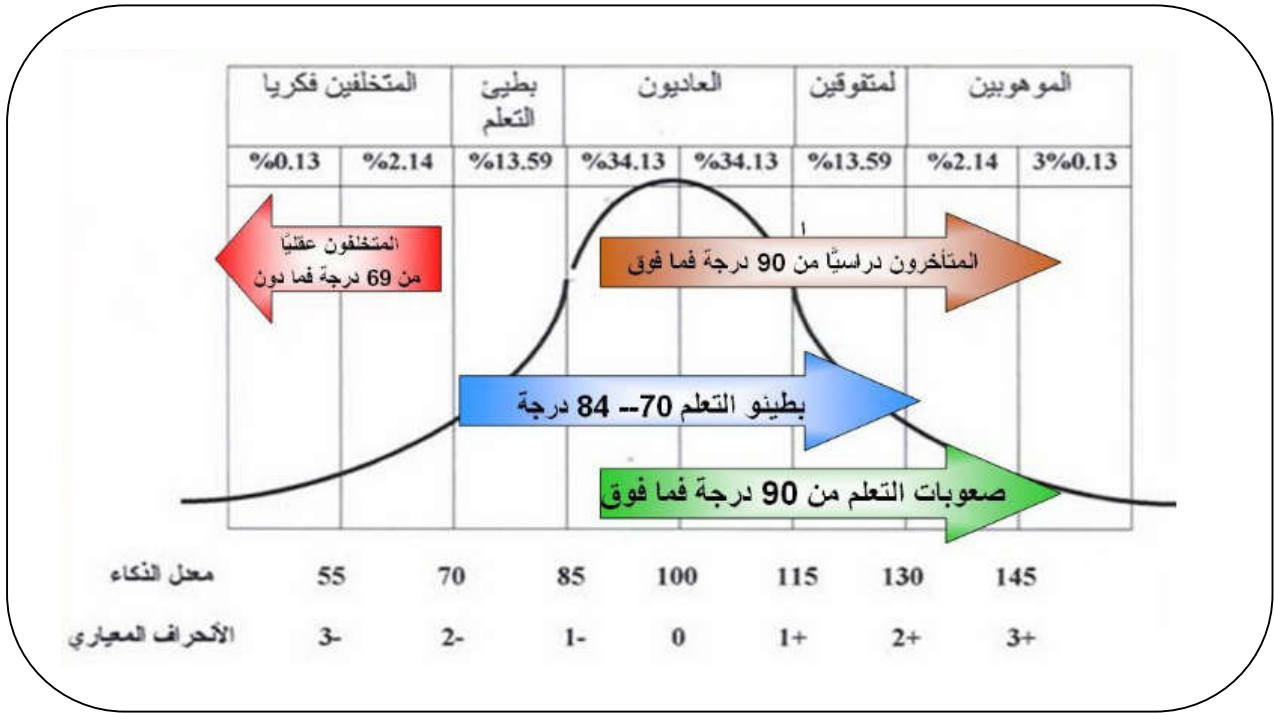 الموهوبين لمتفوقين العاديون بطيئ المتخلفين فكريا
التعلم
%0.13 %2.14 %13.59 %34.13 %34.13 %13.59 %2.14 3%0.13
أ
المتخلفون عقليًا
من 69 درجة فما دون
المتأخرون دراسيًا من 90 درجة فما فوق
بطيئو التعلم 70-- 84 درجة
صعوبات التعلم من 90 درجة فما فوق
معدل الذكاء 55 70 85 100 115 130 145
الأنحراف المعياري 3- 2- 1- 0 1+ 2+ 3+